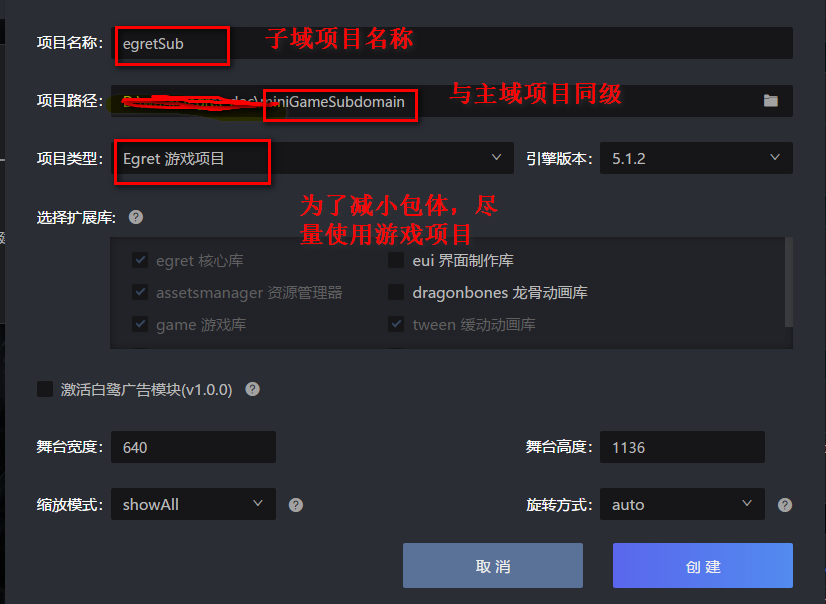 项目名称： egretSub 子域项目名称
项目路径： miniGameSubdomain 与主域项目同级
项目类型： Egret 游戏项目 引擎版本： 5.1.2
选择扩展库： ? 为了减小包体，尽
量使用游戏项目
egret 核心库 eui 界面制作库
assetsmanager 资源管理器 dragonbones 龙骨动画库
game 游戏库 tween 缓动动画库
激活白鹭广告模块(v1.0.0) ?
舞台宽度： 640 舞台高度： 1136
缩放模式： showAll ? 旋转方式： auto ?
取消 创建